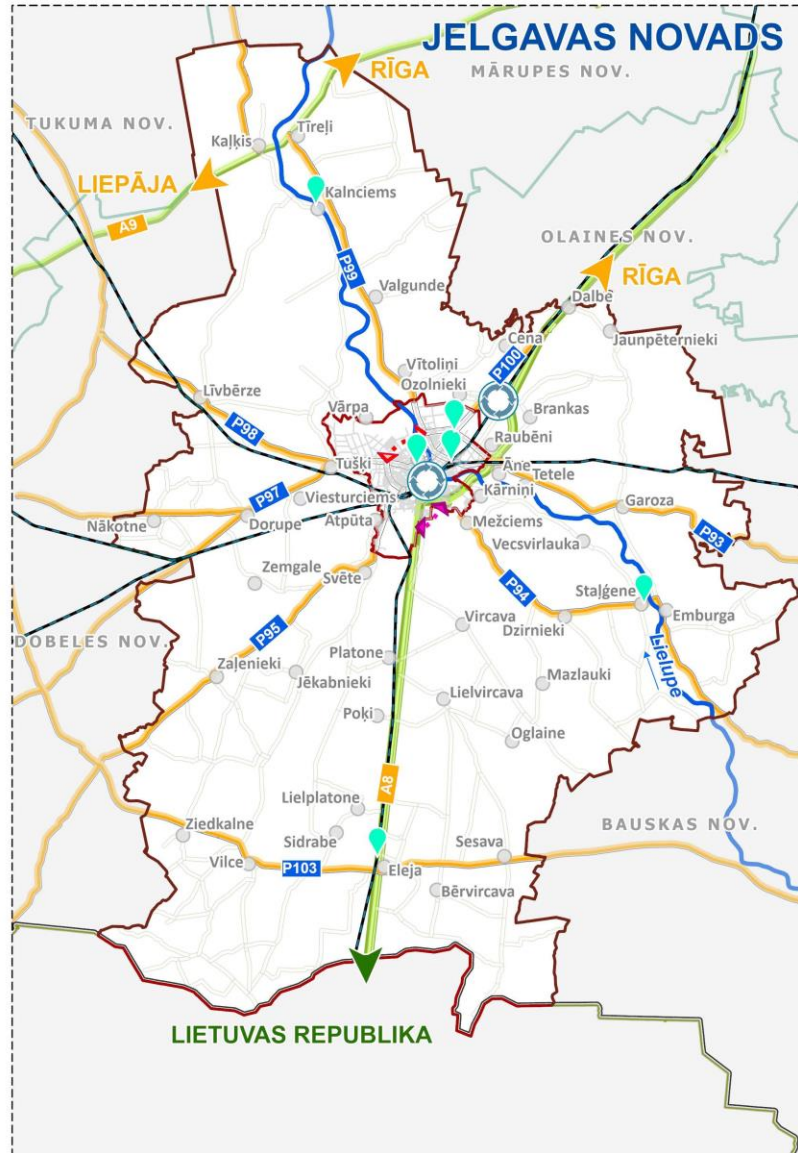 JELGAVAS NOVADS
RĪGA
MĀRUPES NOV.
TUKUMA NOV.
Tīreļi
Kaļķis
LIEPĀJA
Kalnciems
A9
OLAINES NOV.
P99
RĪGA
Valgunde
Dalbē
Cena
Jaunpēternieki
P100
Vītoliņi
Ozolnieki
Līvbērze
Vārpa
Brankas
P98
Raubēni
Tušķi
Āne
Tetele
P97
Viesturciems
Kārniņi
Garoza
Nākotne
Dorupe
Atpūta
Mežciems
P93
Vecsvirlauka
Zemgale
Svēte
P94
Staļģene
Emburga
DOBELES NOV.
P95
Vircava
Dzirnieki
Platone
Lielupe
Zaļenieki
Jēkabnieki
Mazlauki
Lielvircava
Poķi
Oglaine
A8
Lielplatone
Ziedkalne
Sidrabe
BAUSKAS NOV.
Vilce
P103
Eleja
Sesava
Bērvircava
LIETUVAS REPUBLIKA